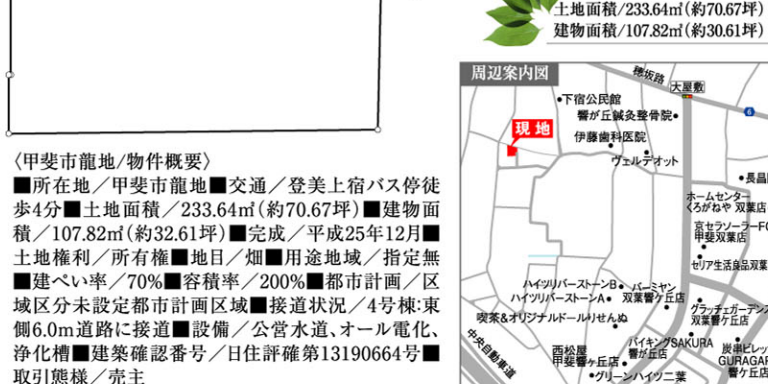 土地面積/233.64㎡(約70.67坪)
建物面積/107.82㎡(約30.61坪)
〈甲斐市龍地/物件概要〉
■所在地／甲斐市龍地■交通／登美上宿バス停徒
歩4分■土地面積／233.64㎡(約70.67坪)■建物面
積／107.82㎡(約32.61坪)■完成／平成25年12月■
土地権利／所有権■地目／畑■用途地域／指定無
■建ぺい率／70%■容積率／200%■都市計画／区
域区分未設定都市計画区域■接道状況／4号棟:東
側6.0m道路に接道■設備／公営水道、オール電化、
浄化槽■建築確認番号／日住評確第13190664号■
取引態様／売主
周辺案内図
穂坂路
大屋敷
6
下宿公民館
響が丘鍼灸整骨院
現地
伊藤歯科医院
ヴェルデオット
長昌
ホームセンター
くろがねや 双葉店
京セラソーラーFC
甲斐双葉店
セリア生活良品双葉
ハイツリバーストーンB
ハイツリバーストーンA
バーミヤン
双葉響ケ丘店
グラッチェガーデンズ
双葉響ケ丘店
喫茶&オリジナルドールりせんぬ
中央自動車道
西松屋
甲斐響ヶ丘店
バイキングSAKURA
響が丘店
炭串ビレッ
GURAGAR
響ケ丘店
グリーンハイツ二葉